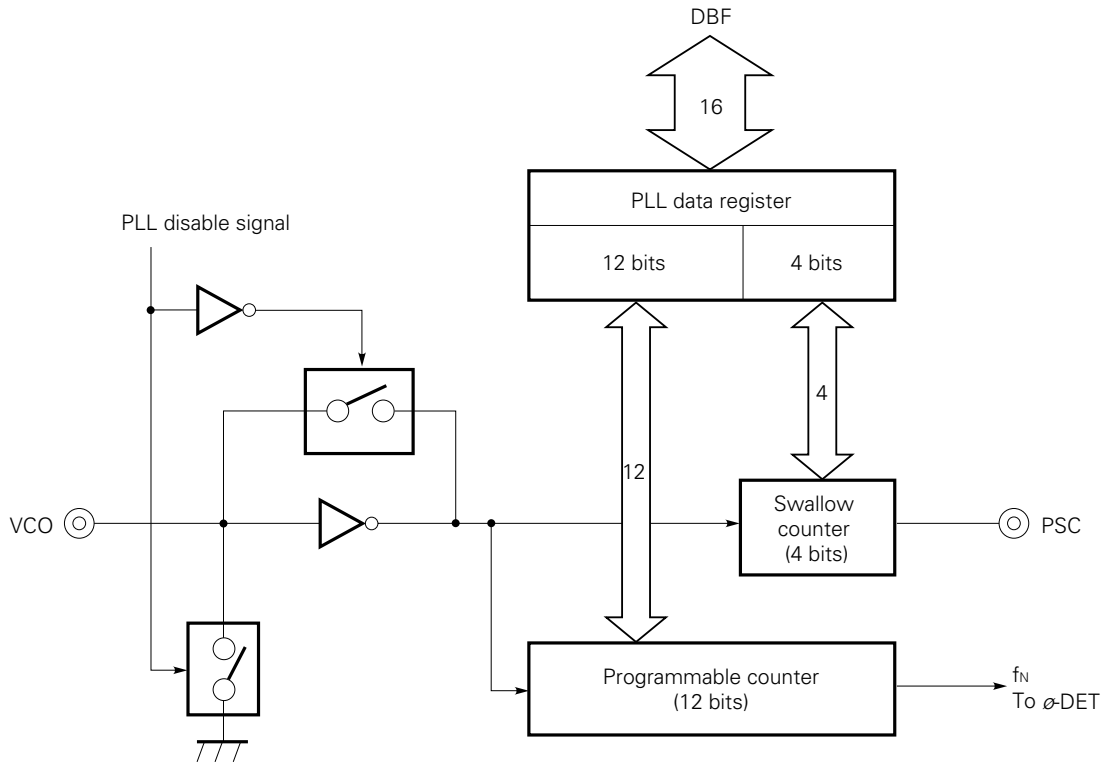 DBF
16
PLL data register
PLL disable signal
12 bits
4 bits
4
12
Swallow
counter
(4 bits)
VCO
PSC
Programmable counter
(12 bits)
fN
To ø-DET